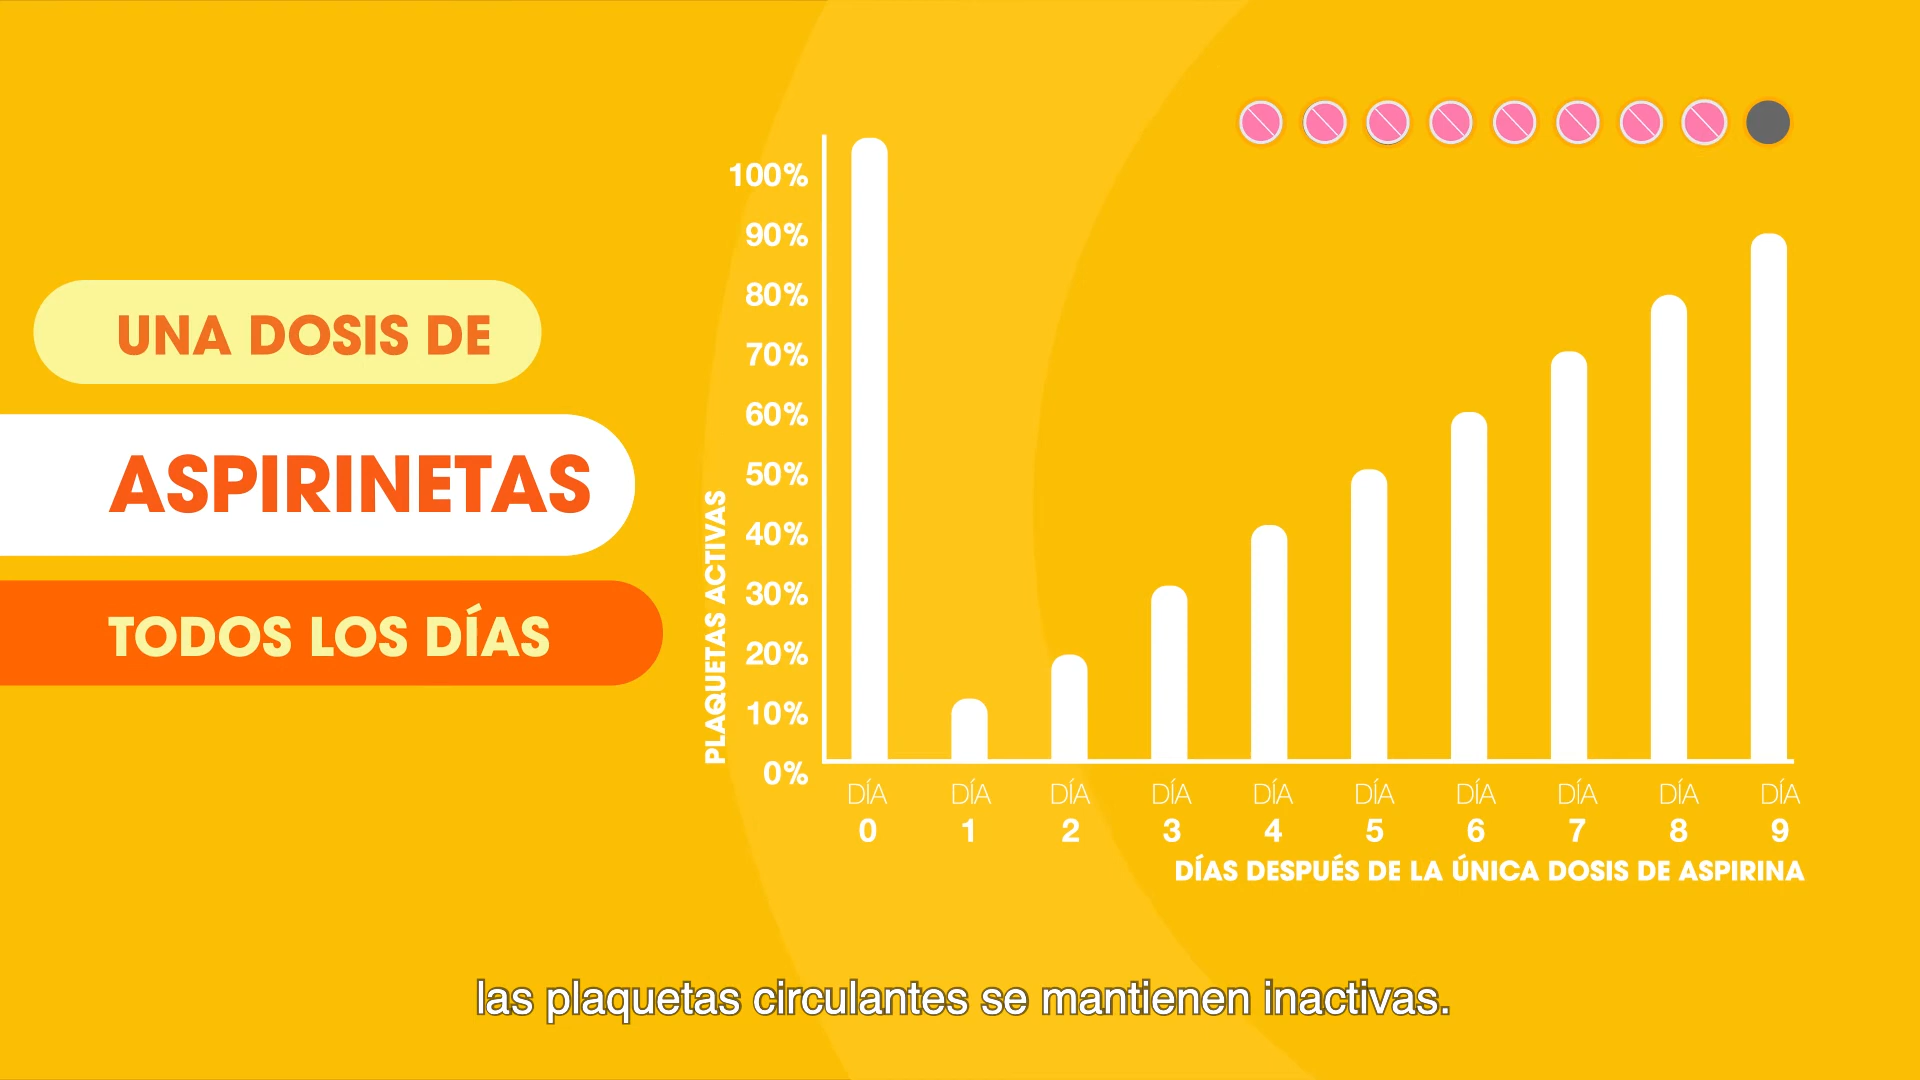 UNA DOSIS DE
ASPIRINETAS
TODOS LOS DÍAS
PLAQUETAS ACTIVAS
100%
90%
80%
70%
60%
50%
40%
30%
20%
10%
0%
DÍA DÍA DÍA DÍA DÍA DÍA DÍA DÍA DÍA DÍA
0 1 2 3 4 5 6 7 8 9
DÍAS DESPUÉS DE LA ÚNICA DOSIS DE ASPIRINA
las plaquetas circulantes se mantienen inactivas.